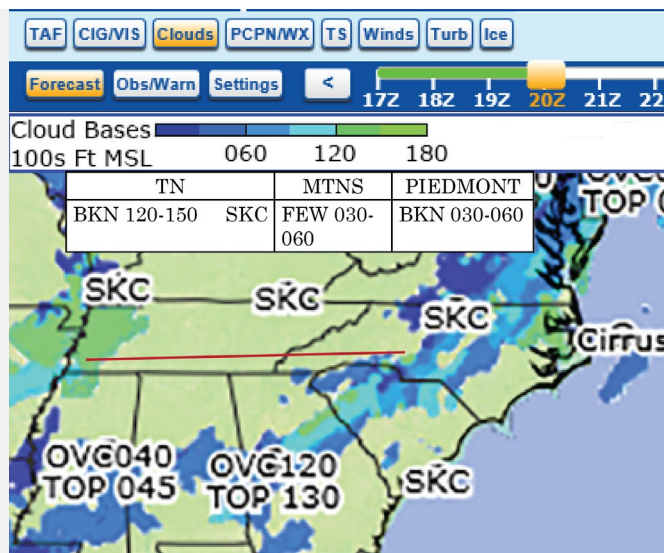 TAF CIG/VIS Clouds PCPN/WX TS Winds Turb Ice
Forecast Obs/Warn Settings <
17Z 18Z 19Z 20Z 21Z 22
Cloud Bases
100s Ft MSL 060 120 180
TN MTNS PIEDMONT
BKN 120-150 SKC FEW 030-
060 BKN 030-060
TOP 0
SKC
SKC
SKC
Cirrus
OVC040
TOP 045
OVC120
TOP 130
SKC